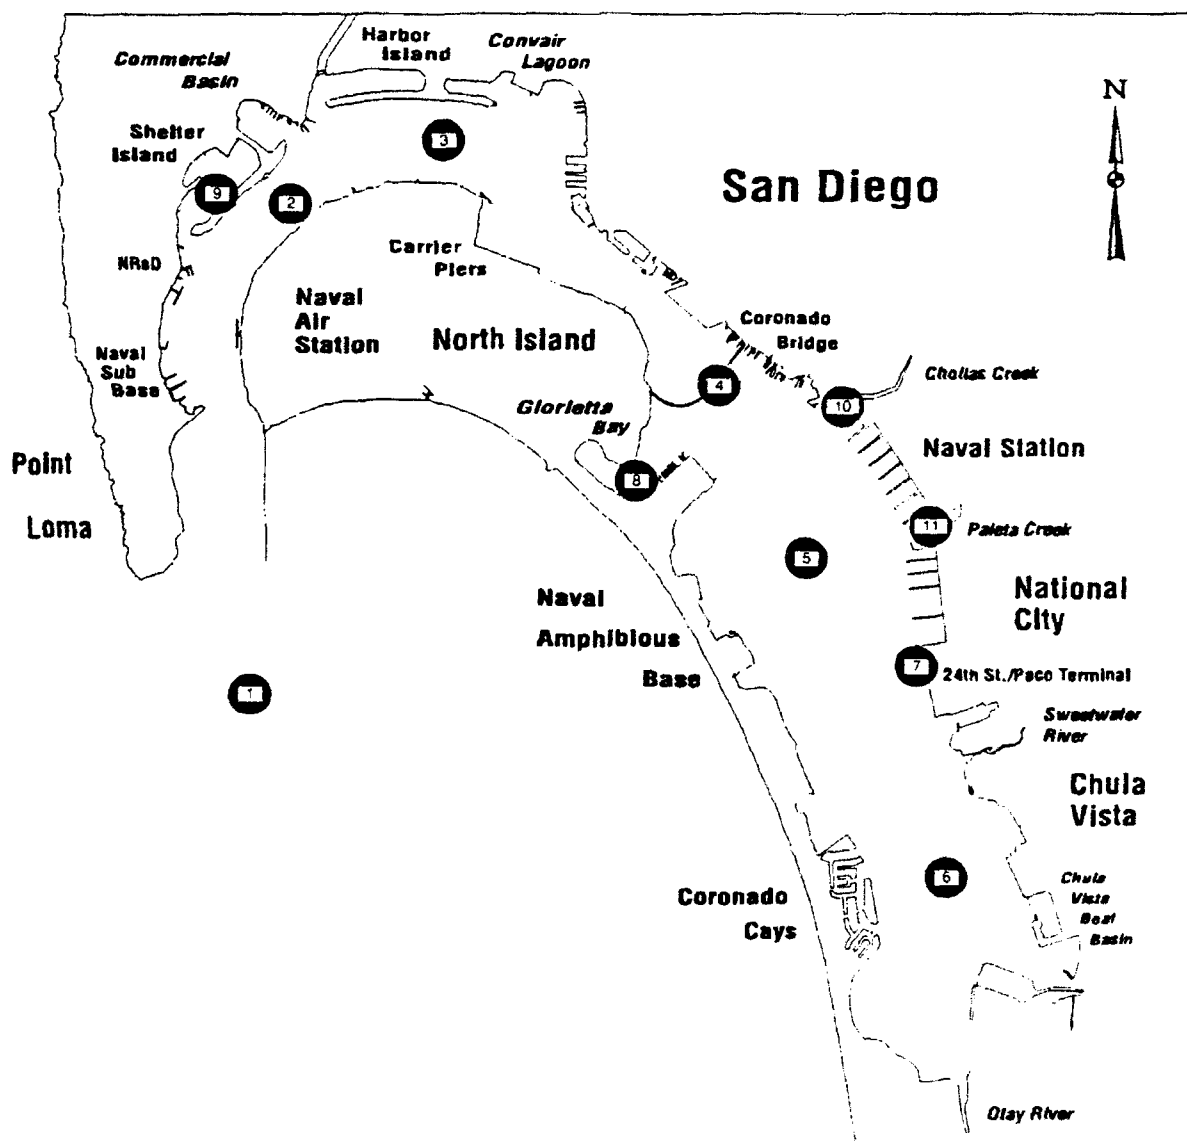 Harbor
Island
Convair
Lagoon
Commercial
Basin
N
Shelter
Island
3
San Diego
9
2
Carrier
Piers
NRaD
Naval
Air
Station
North Island
Coronado
Bridge
Naval
Sub
Base
4
Chollas Creek
10
Glorietta
Bay
Naval Station
Point
Loma
8
11
Paleta Creek
5
National
City
Naval
Amphibious
Base
7
24th St./Paco Terminal
1
Sweetwater
River
Chula
Vista
6
Chula
Vista
Boat
Basin
Coronado
Cays
Otay River